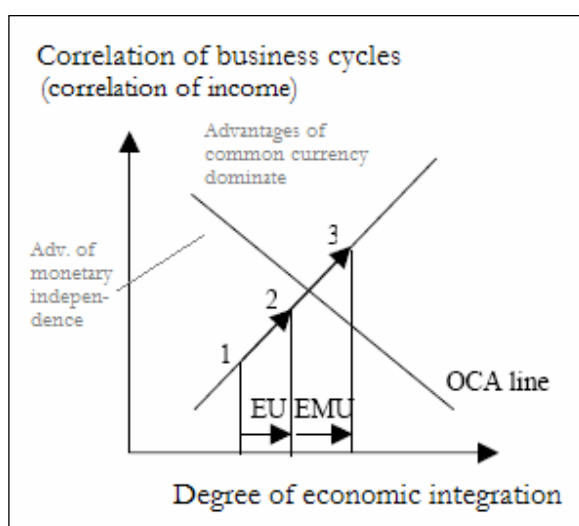 Correlation of business cycles
(correlation of income)
Advantages of
common currency
dominate
Adv. of
monetary
indepen-
dence
3
2
1
OCA line
EU EMU
Degree of economic integration